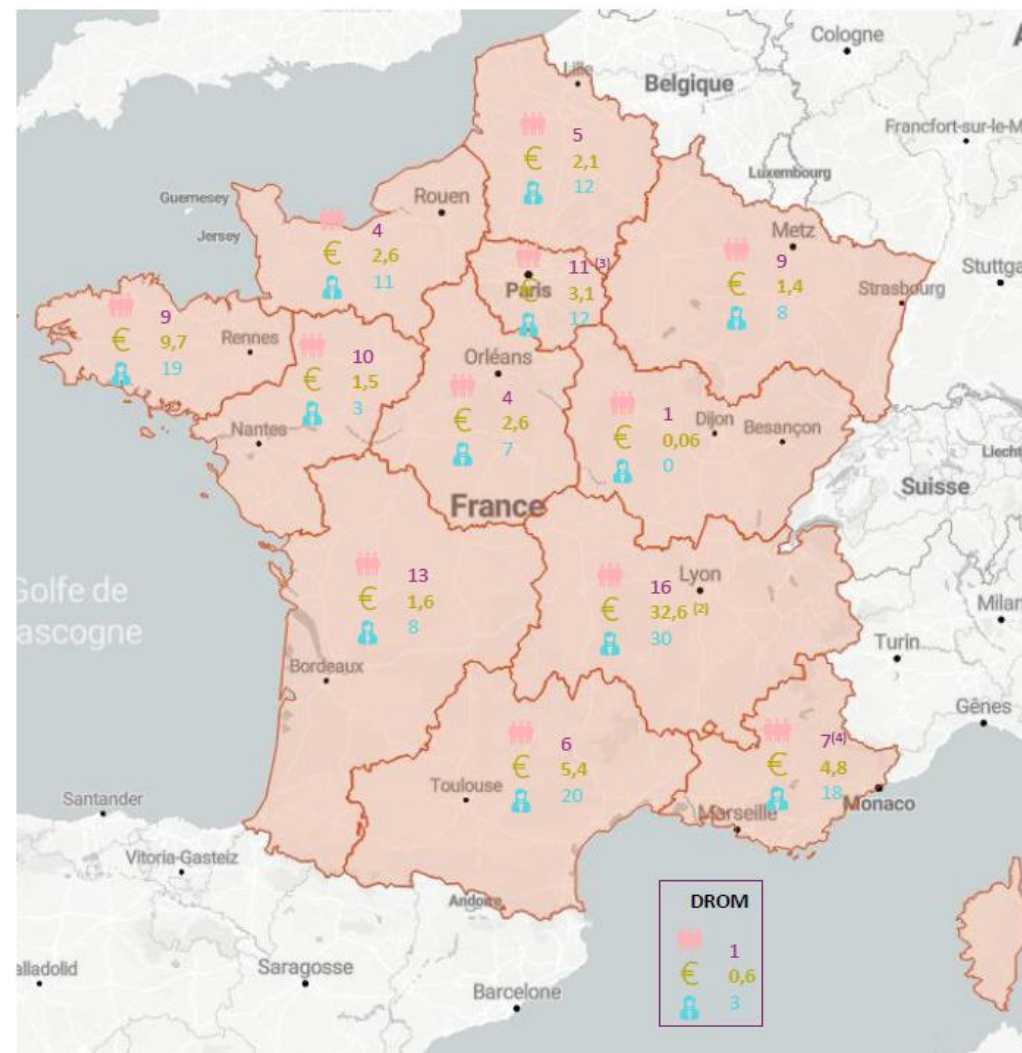 Cologne
A
Lille
Belgique
Francfort-sur-le-M
5
€ 2,1
12
Luxembourg
Guernesey
Rouen
Jersey
Metz
4
€ 2,6
11
9
€ 1,4
8
Stuttga
Strasbourg
11 (3)
Paris
€ 3,1
12
9
€ 9,7
19
Rennes
Orléans
10
€ 1,5
3
Nantes
4
€ 2,6
7
1
€ 0,06
0
Dijon
Besançon
Liecht
Suisse
France
13
€ 1,6
8
16
€ 32,6 (2)
30
Lyon
Golfe de
ascogne
Milan
Turin
Bordeaux
Gênes
6
€ 5,4
20
7(4)
€ 4,8
18
Toulouse
Santander
Marseille
Monaco
Vitoria-Gasteiz
Andorre
DROM
1
€ 0,6
3
alladolid
Saragosse
Barcelone